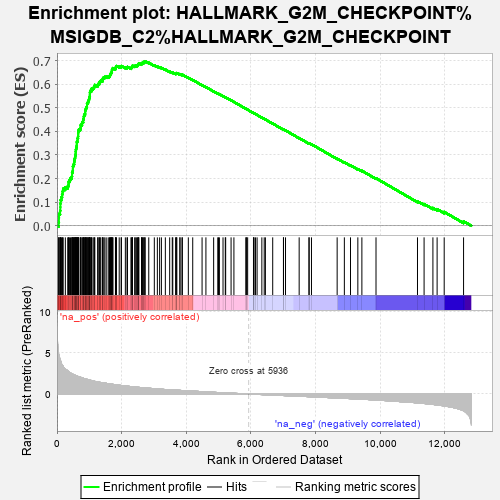 Enrichment plot: HALLMARK_G2M_CHECKPOINT%
MSIGDB_C2%HALLMARK_G2M_CHECKPOINT
Enrichment score (ES)
0.7
0.6
0.5
0.4
0.3
0.2
0.1
0.0
'na_pos' (positively correlated)
Ranked list metric (PreRanked)
10
5
0
Zero cross at 5936
'na_neg' (negatively correlated)
0
2,000
4,000
6,000
8,000
10,000
12,000
Rank in Ordered Dataset
Enrichment profile
Hits
Ranking metric scores